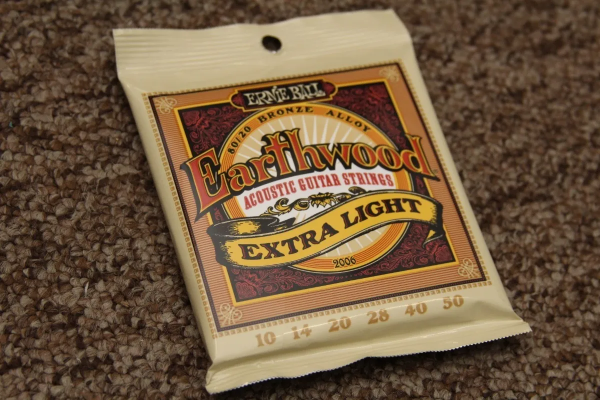 ERNIE BALL
80/20 BRONZE ALLOY
Earthwood
ACOUSTIC GUITAR STRINGS
EXTRA LIGHT
2006
10 14 20 28 40 50